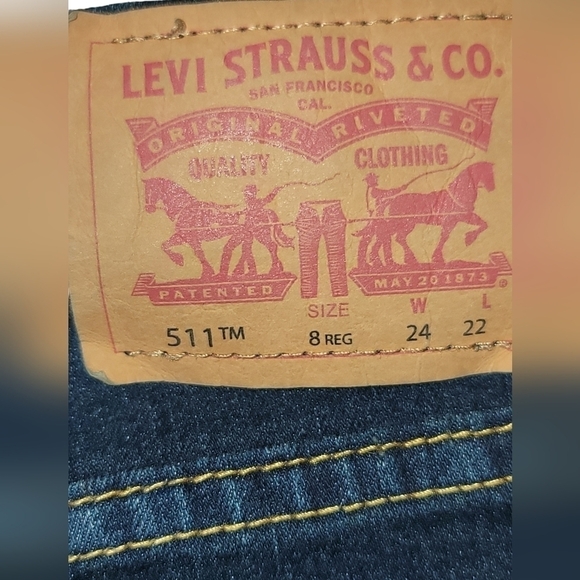 LEVI STRAUSS & CO.
SAN FRANCISCO
CAL.
ORIGINAL RIVETED
QUALITY CLOTHING
PATENTED MAY 20 1873 ®
SIZE W L
511™ 8 REG 24 22